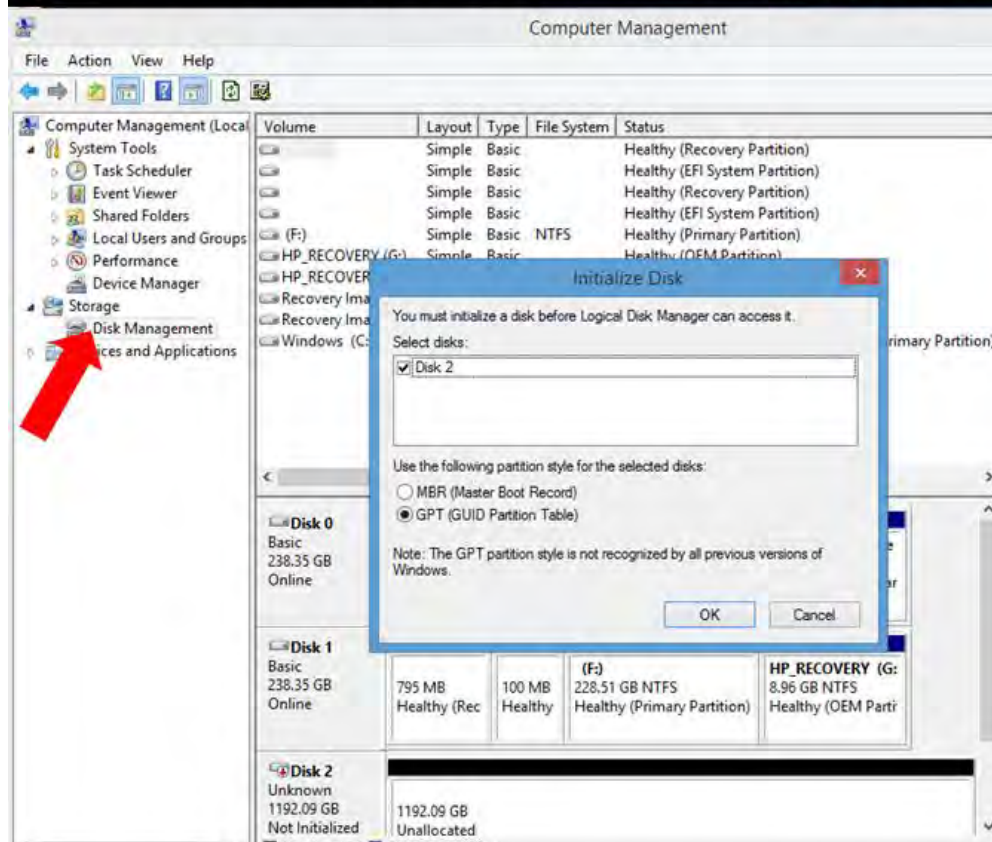 Computer Management
File Action View Help
Computer Management (Local
System Tools
Task Scheduler
Event Viewer
Shared Folders
Local Users and Groups
Performance
Device Manager
Storage
Disk Management
ices and Applications
Volume Layout Type File System Status
Simple Basic Healthy (Recovery Partition)
Simple Basic Healthy (EFI System Partition)
Simple Basic Healthy (Recovery Partition)
Simple Basic Healthy (EFI System Partition)
(F:) Simple Basic NTFS Healthy (Primary Partition)
HP_RECOVERY (G:) Simple Basic Healthy (OEM Partition)
HP_RECOVER
Recovery Ima
Recovery Ima
Windows (C: rimary Partition)
Initialize Disk
You must initialize a disk before Logical Disk Manager can access it.
Select disks:
Disk 2
Use the following partition style for the selected disks:
MBR (Master Boot Record)
GPT (GUID Partition Table)
Note: The GPT partition style is not recognized by all previous versions of
Windows.
OK Cancel
Disk 0
Basic
238.35 GB
Online
Disk 1
Basic
238.35 GB
Online
795 MB
Healthy (Rec
100 MB
Healthy
(F:)
228.51 GB NTFS
Healthy (Primary Partition)
HP_RECOVERY (G:
8.96 GB NTFS
Healthy (OEM Parti
Disk 2
Unknown
1192.09 GB
Not Initialized
1192.09 GB
Unallocated